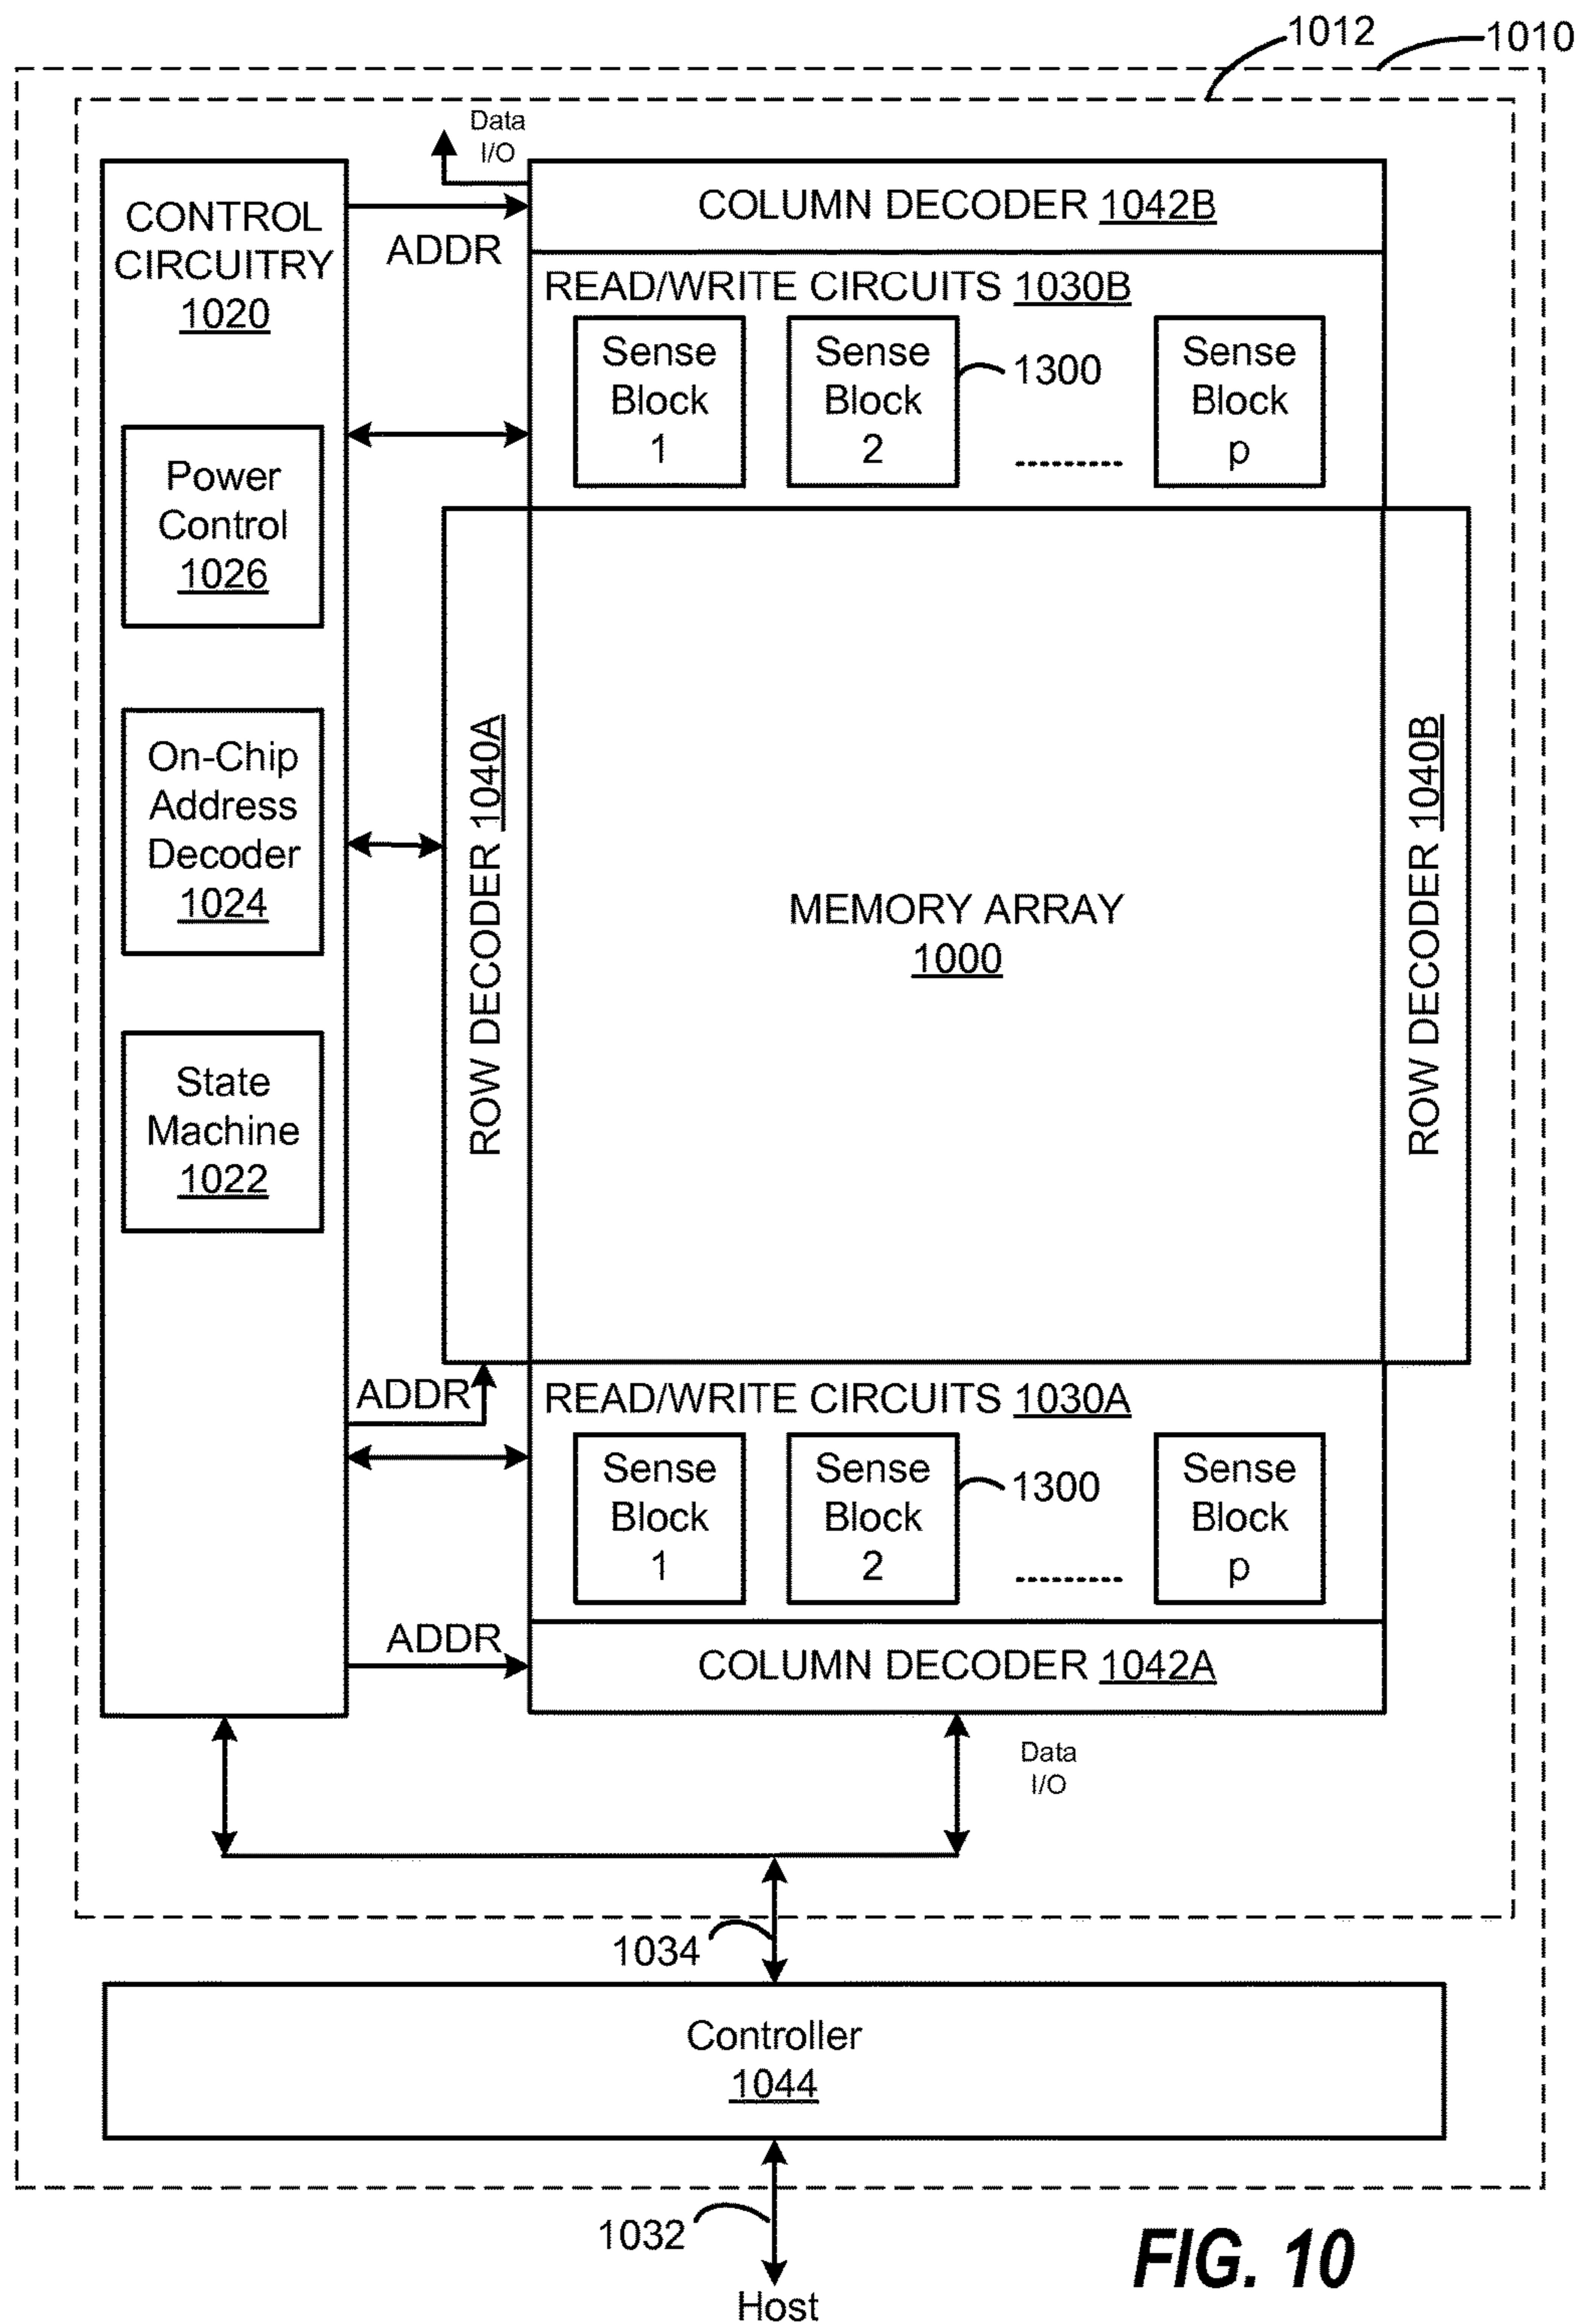 1012
1010
Data
I/O
CONTROL
CIRCUITRY
1020
ADDR
COLUMN DECODER 1042B
READ/WRITE CIRCUITS 1030B
Sense
Block
1
Sense
Block
2
1300
.........
Sense
Block
p
Power
Control
1026
On-Chip
Address
Decoder
1024
State
Machine
1022
ROW DECODER 1040A
MEMORY ARRAY
1000
ROW DECODER 1040B
ADDR
READ/WRITE CIRCUITS 1030A
Sense
Block
1
Sense
Block
2
1300
.........
Sense
Block
p
ADDR
COLUMN DECODER 1042A
Data
I/O
1034
Controller
1044
1032
Host
FIG. 10